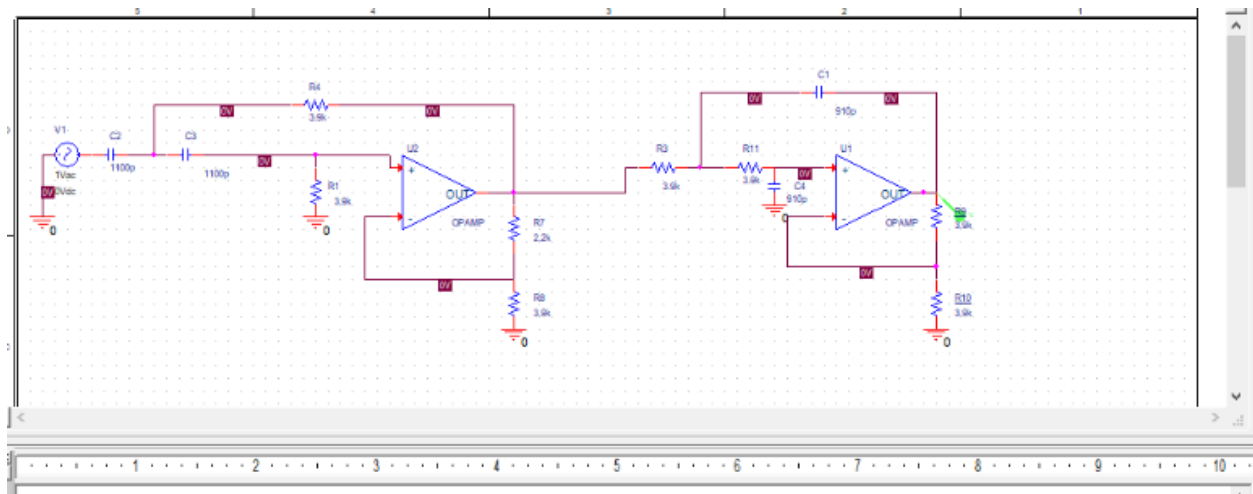 5 4 3 2 1
C1
R4
0V 0V
0V 0V
3.9k
910p
V1
C2 C3
U2
R3 R11 U1
0V
1100p 1100p
+
0V +
1Vac
0Vdc
0V
R1
3.9k
OUT
3.9k 3.9k
C4
910p
OUT
-
OPAMP
-
OPAMP
3.9k
0 0 0
R7
2.2k
0V
0V
R8
3.9k
R10
3.9k
0
0
1 2 3 4 5 6 7 8 9 10